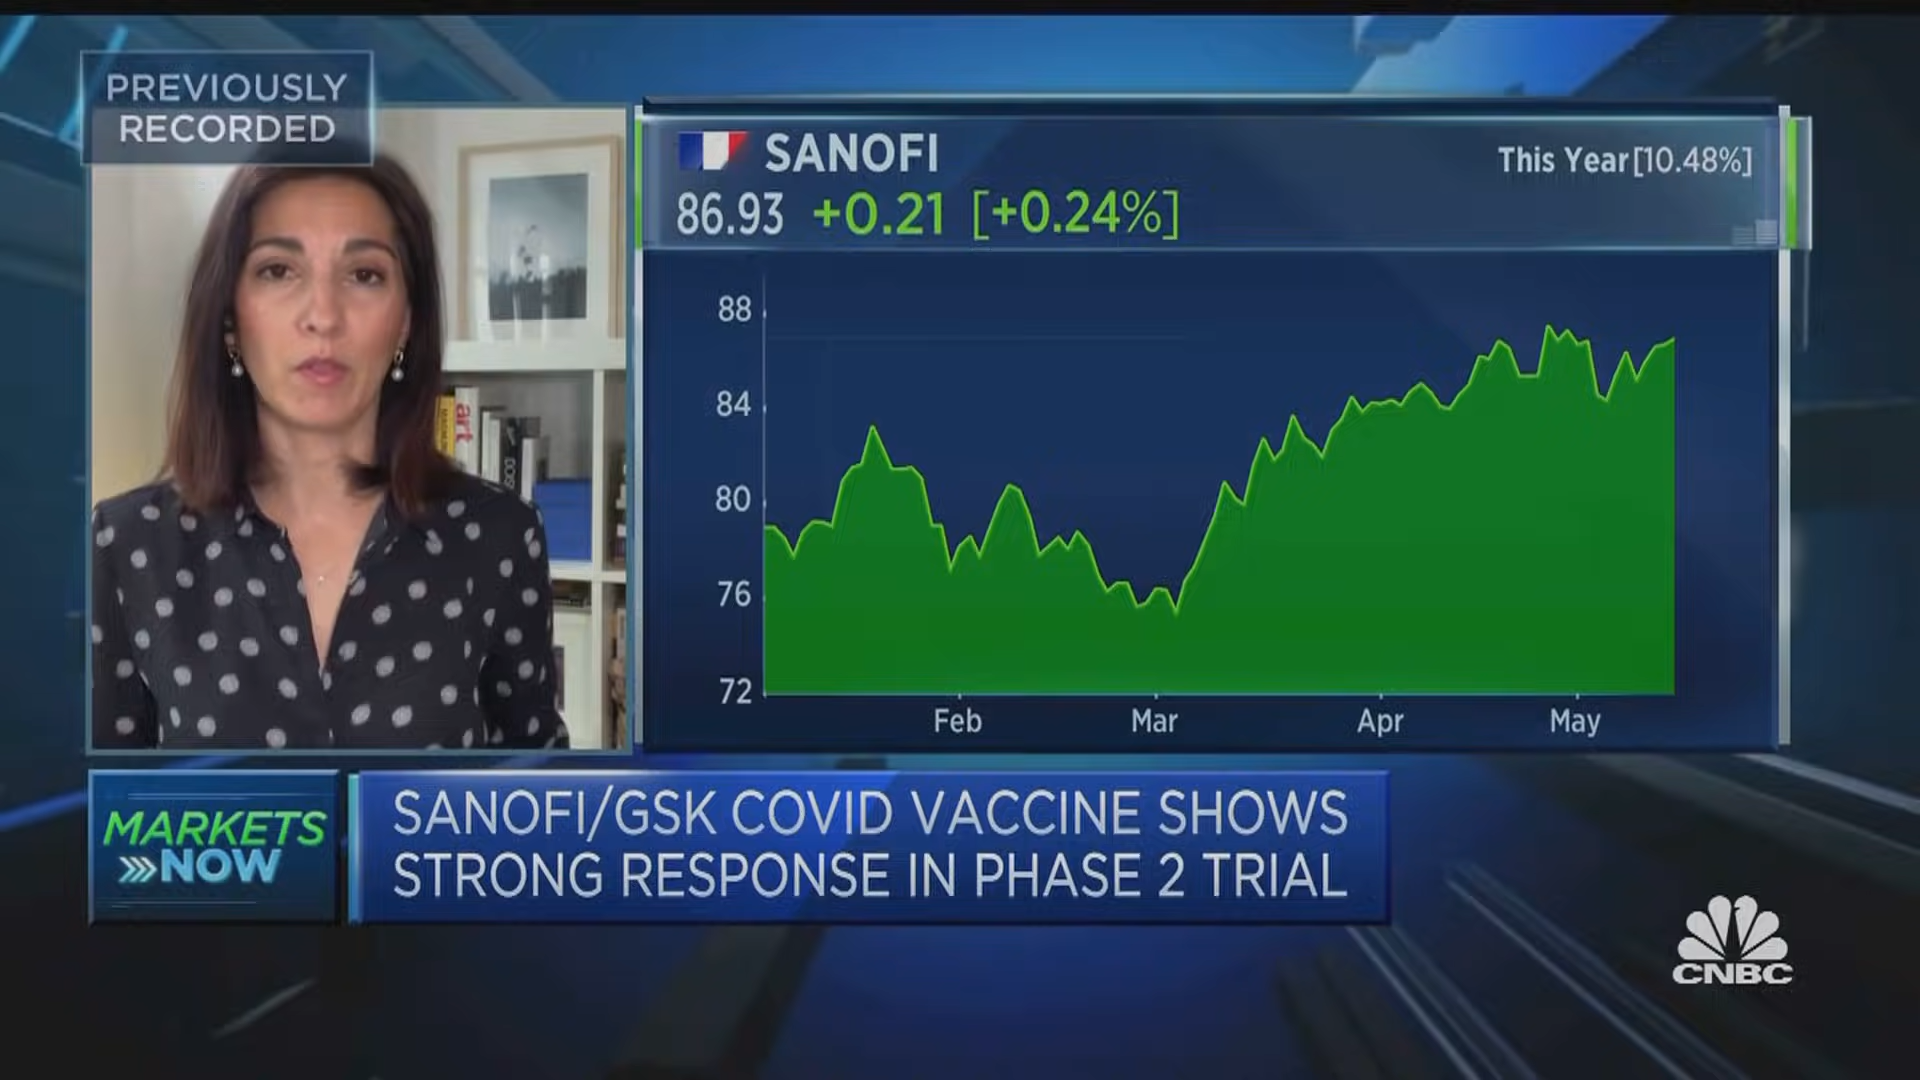 PREVIOUSLY
RECORDED
SANOFI
This Year[10.48%]
86.93 +0.21 [+0.24%]
88
84
80
76
72
Feb Mar Apr May
art
MARKETS
NOW
SANOFI/GSK COVID VACCINE SHOWS
STRONG RESPONSE IN PHASE 2 TRIAL
CNBC